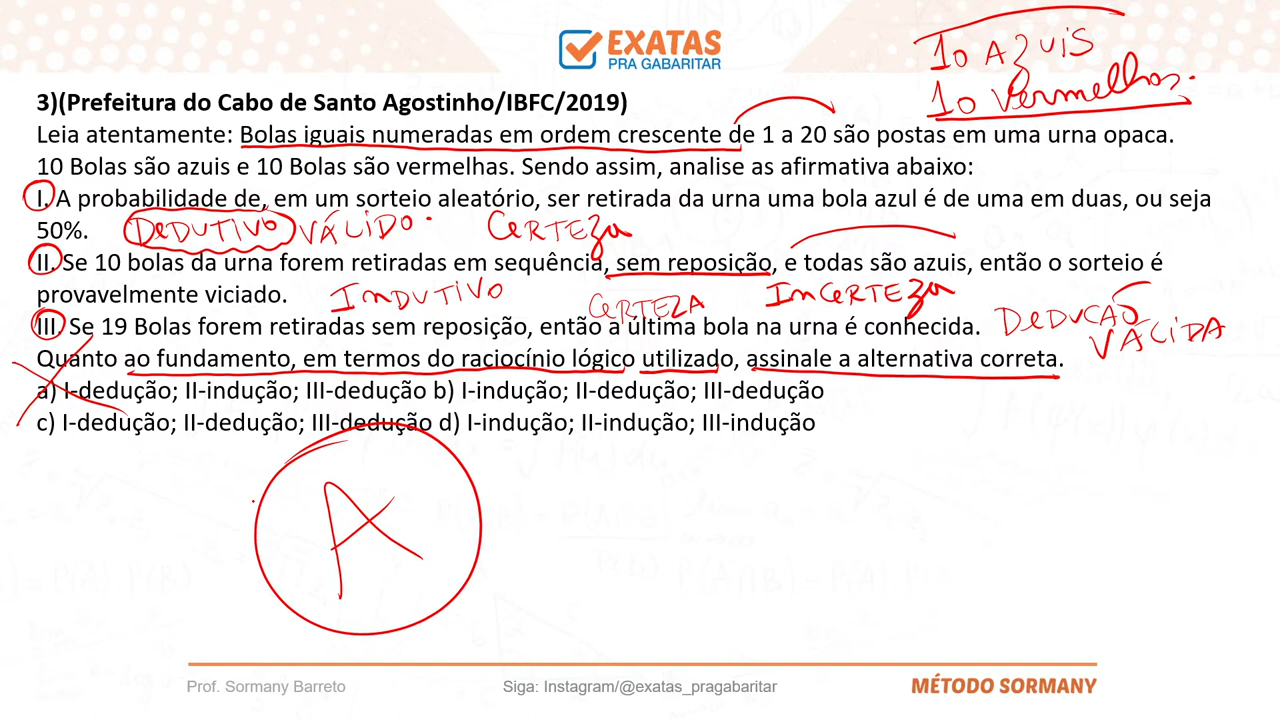 EXATAS
PRA GABARITAR
10 AZUIS
10 Vermelhas.
3)(Prefeitura do Cabo de Santo Agostinho/IBFC/2019)
Leia atentamente: Bolas iguais numeradas em ordem crescente de 1 a 20 são postas em uma urna opaca.
10 Bolas são azuis e 10 Bolas são vermelhas. Sendo assim, analise as afirmativa abaixo:
I. A probabilidade de, em um sorteio aleatório, ser retirada da urna uma bola azul é de uma em duas, ou seja
50%. DEDUTIVO VÁLIDO. CERTEZA
II. Se 10 bolas da urna forem retiradas em sequência, sem reposição, e todas são azuis, então o sorteio é
provavelmente viciado. INDUTIVO CERTEZA INCERTEZA
III. Se 19 Bolas forem retiradas sem reposição, então a última bola na urna é conhecida. DEDUCAO VÁLIDA
Quanto ao fundamento, em termos do raciocínio lógico utilizado, assinale a alternativa correta.
a) I-dedução; II-indução; III-dedução b) I-indução; II-dedução; III-dedução
c) I-dedução; II-dedução; III-dedução d) I-indução; II-indução; III-indução
A
Prof. Sormany Barreto
Siga: Instagram/@exatas_pragabaritar
MÉTODO SORMANY